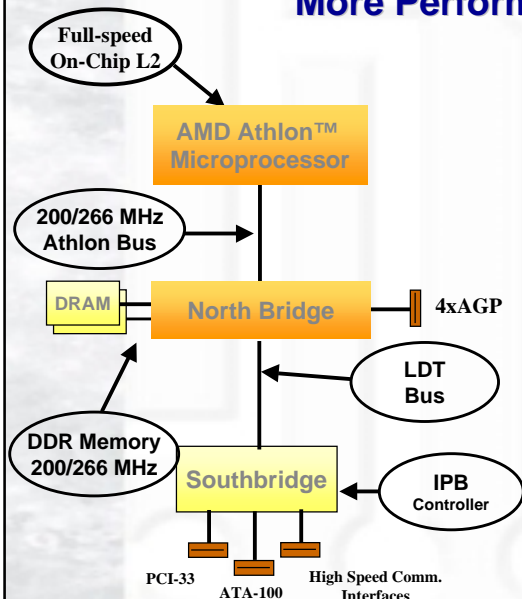 More Perform
Full-speed
On-Chip L2
AMD Athlon™
Microprocessor
200/266 MHz
Athlon Bus
DRAM
North Bridge
4xAGP
LDT
Bus
DDR Memory
200/266 MHz
Southbridge
IPB
Controller
PCI-33
ATA-100
High Speed Comm.
Interfaces